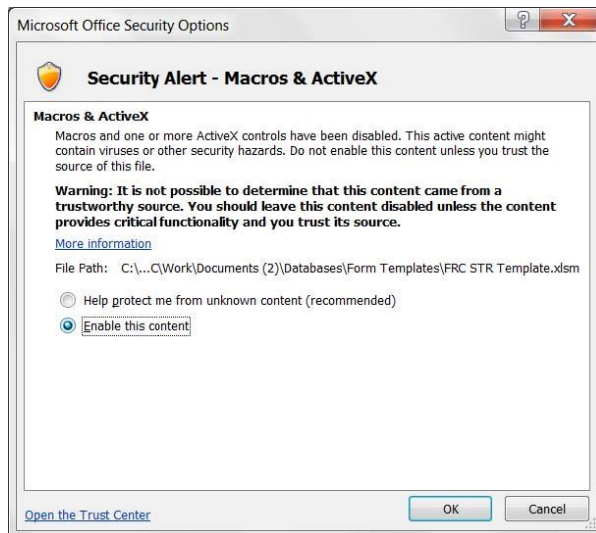 Microsoft Office Security Options
Security Alert - Macros & ActiveX
Macros & ActiveX
Macros and one or more ActiveX controls have been disabled. This active content might
contain viruses or other security hazards. Do not enable this content unless you trust the
source of this file.
Warning: It is not possible to determine that this content came from a
trustworthy source. You should leave this content disabled unless the content
provides critical functionality and you trust its source.
More information
File Path: C:\...C\Work\Documents (2)\Databases\Form Templates\FRC STR Template.xlsm
Help protect me from unknown content (recommended)
Enable this content
Open the Trust Center
OK
Cancel